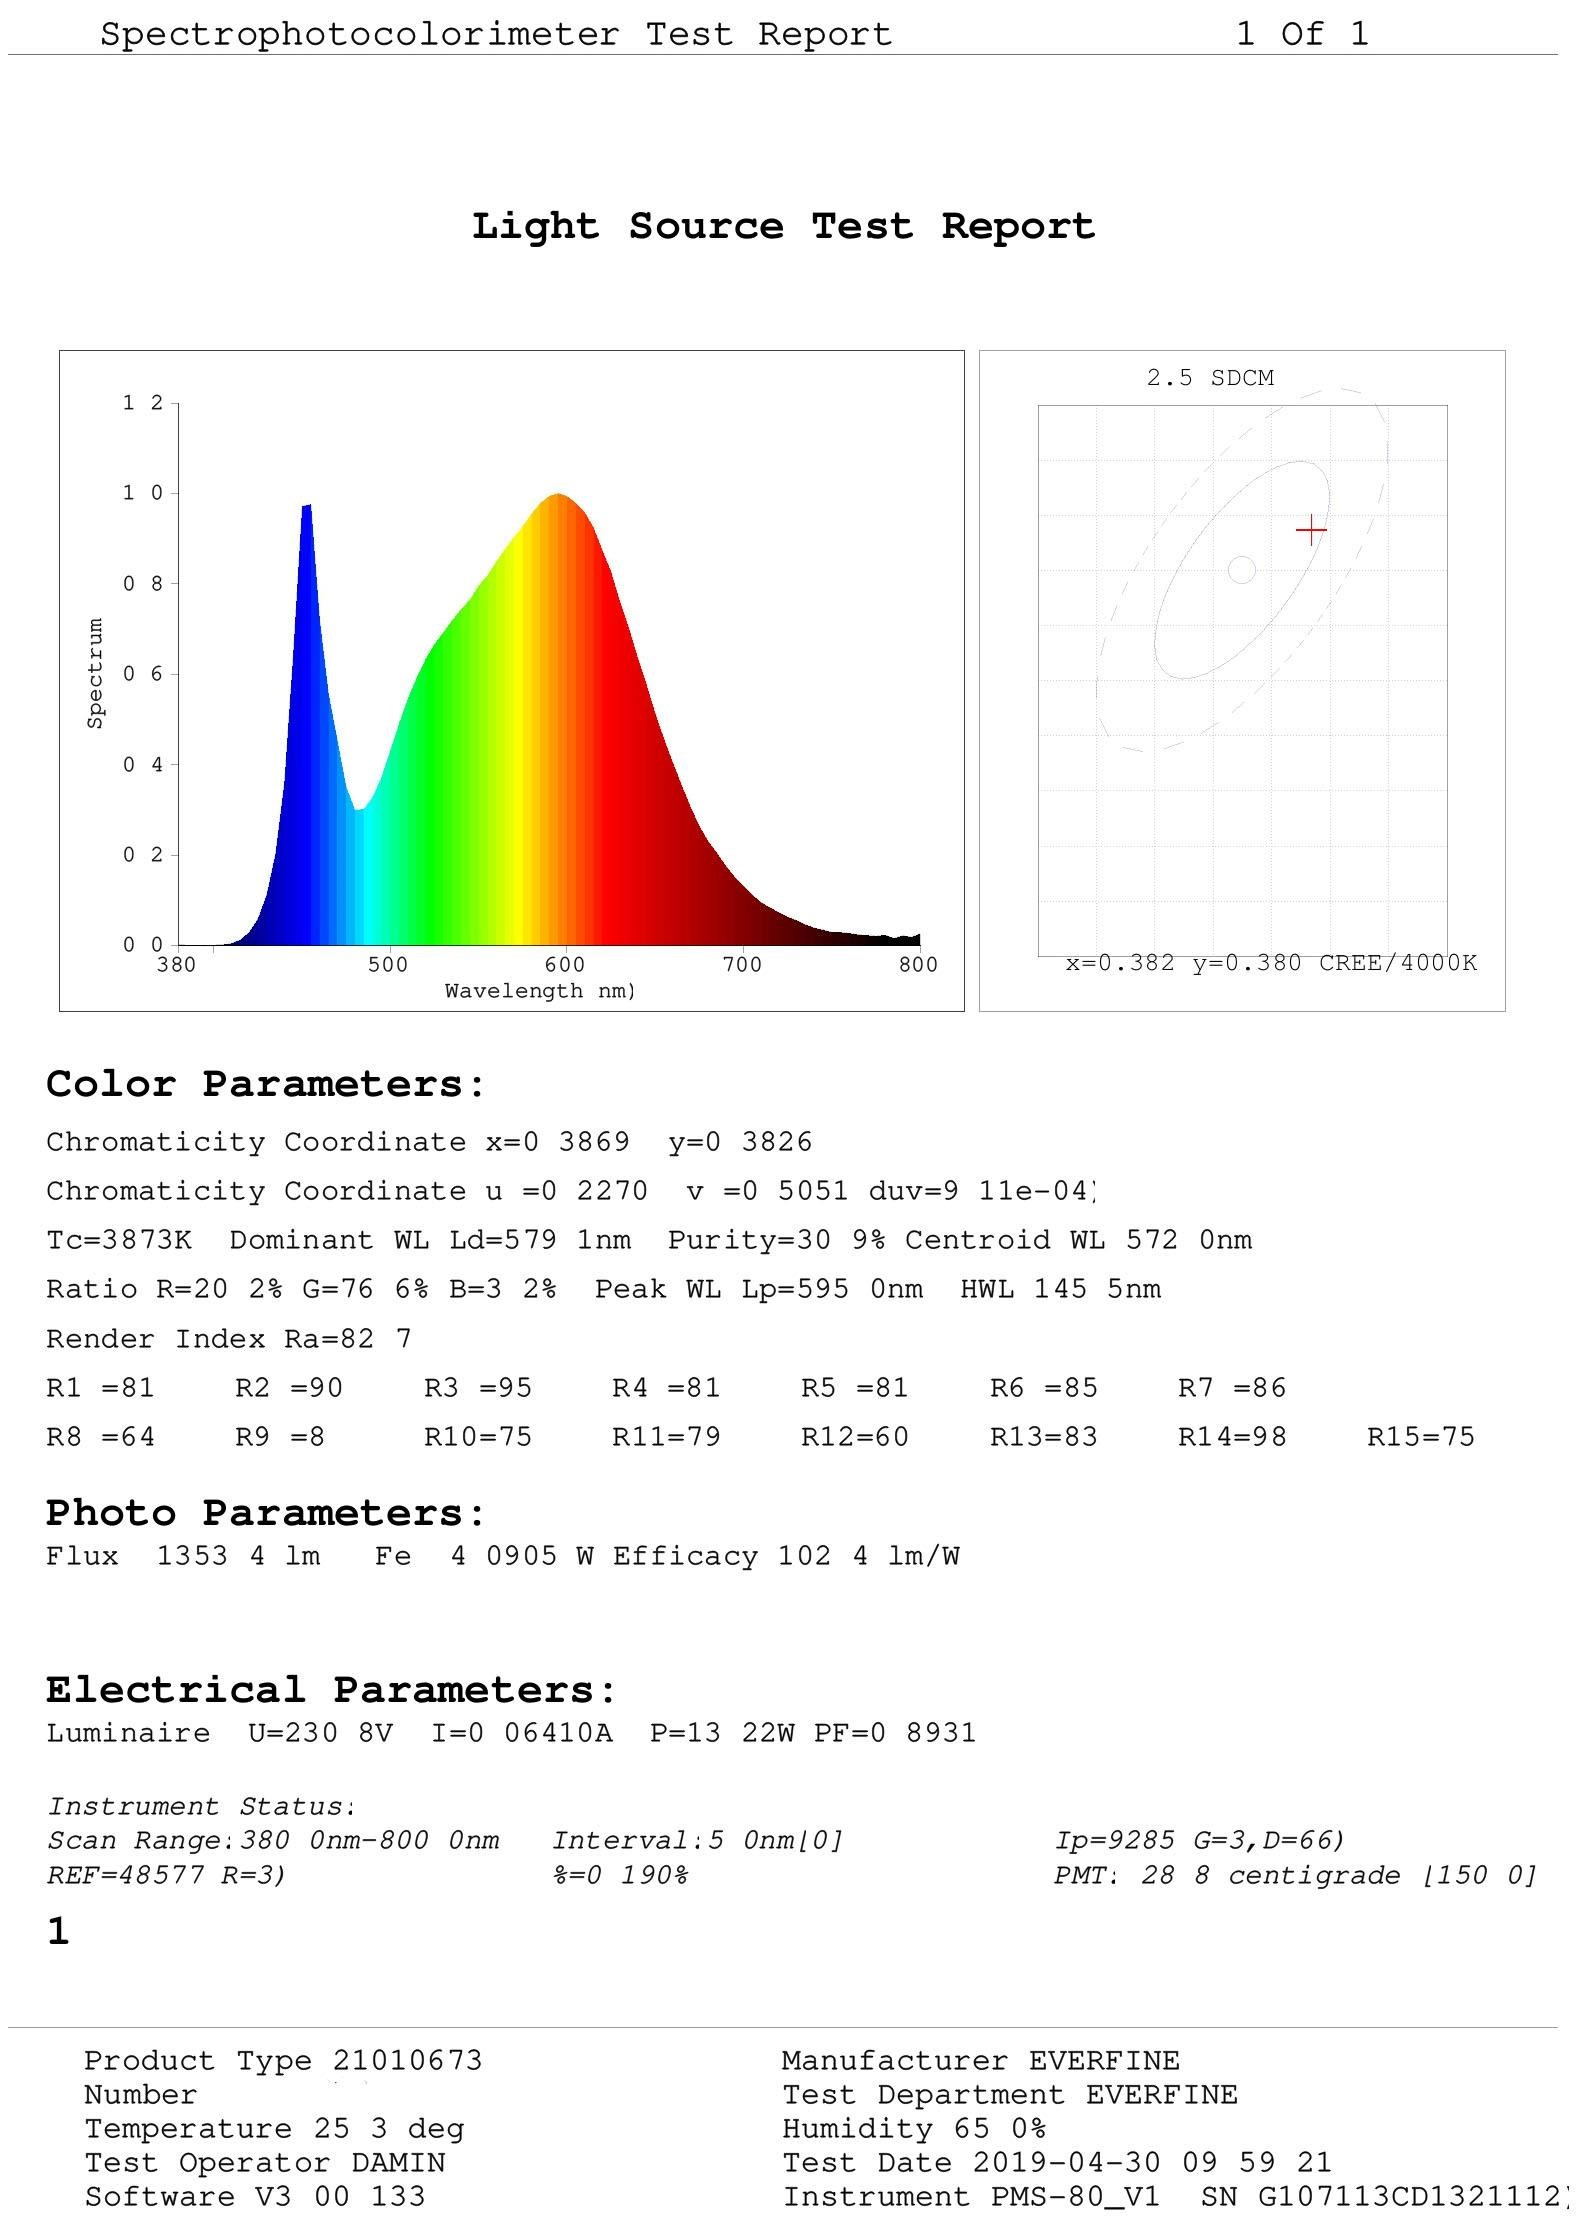 Spectrophotocolorimeter Test Report 1 Of 1
Light Source Test Report
2.5 SDCM
1 2
1 0
0 8
0 6
0 4
0 2
0 0
Spectrum
380 500 600 700 800
Wavelength nm)
x=0.382 y=0.380 CREE/4000K
Color Parameters:
Chromaticity Coordinate x=0 3869 y=0 3826
Chromaticity Coordinate u =0 2270 v =0 5051 duv=9 11e-04)
Tc=3873K Dominant WL Ld=579 1nm Purity=30 9% Centroid WL 572 0nm
Ratio R=20 2% G=76 6% B=3 2% Peak WL Lp=595 0nm HWL 145 5nm
Render Index Ra=82 7
R1 =81 R2 =90 R3 =95 R4 =81 R5 =81 R6 =85 R7 =86
R8 =64 R9 =8 R10=75 R11=79 R12=60 R13=83 R14=98 R15=75
Photo Parameters:
Flux 1353 4 lm Fe 4 0905 W Efficacy 102 4 lm/W
Electrical Parameters:
Luminaire U=230 8V I=0 06410A P=13 22W PF=0 8931
Instrument Status:
Scan Range:380 0nm-800 0nm Interval:5 0nm[0] Ip=9285 G=3,D=66)
REF=48577 R=3) %=0 190% PMT: 28 8 centigrade [150 0]
1
Product Type 21010673 Manufacturer EVERFINE
Number Test Department EVERFINE
Temperature 25 3 deg Humidity 65 0%
Test Operator DAMIN Test Date 2019-04-30 09 59 21
Software V3 00 133 Instrument PMS-80_V1 SN G107113CD1321112)